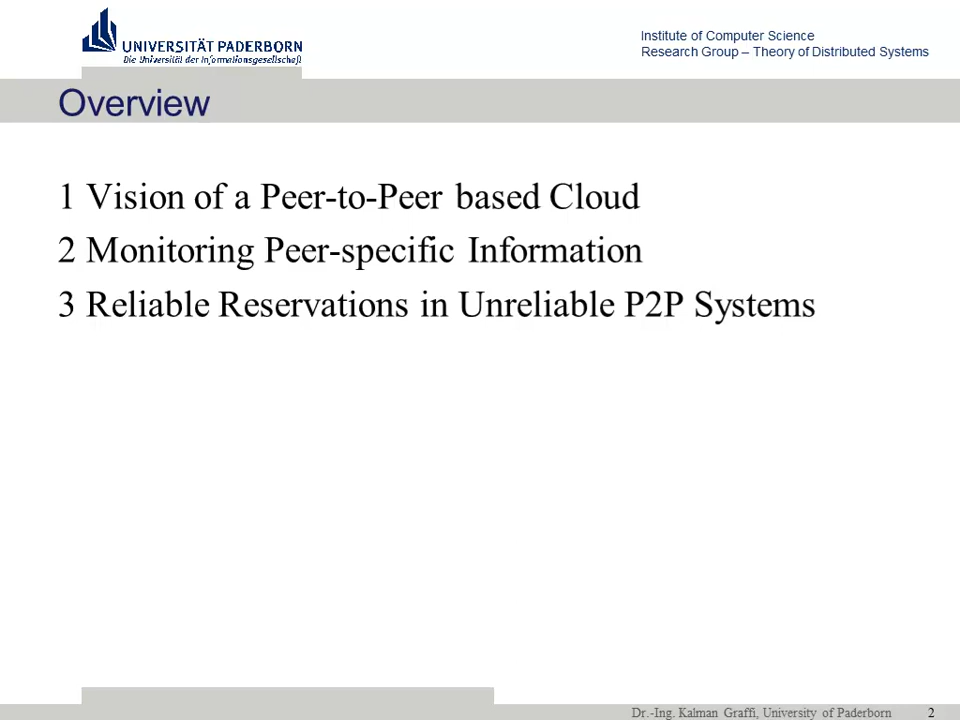 UNIVERSITÄT PADERBORN
Die Universität der Informationsgesellschaft
Institute of Computer Science
Research Group – Theory of Distributed Systems
Overview
1 Vision of a Peer-to-Peer based Cloud
2 Monitoring Peer-specific Information
3 Reliable Reservations in Unreliable P2P Systems
Dr.-Ing. Kalman Graffi, University of Paderborn 2